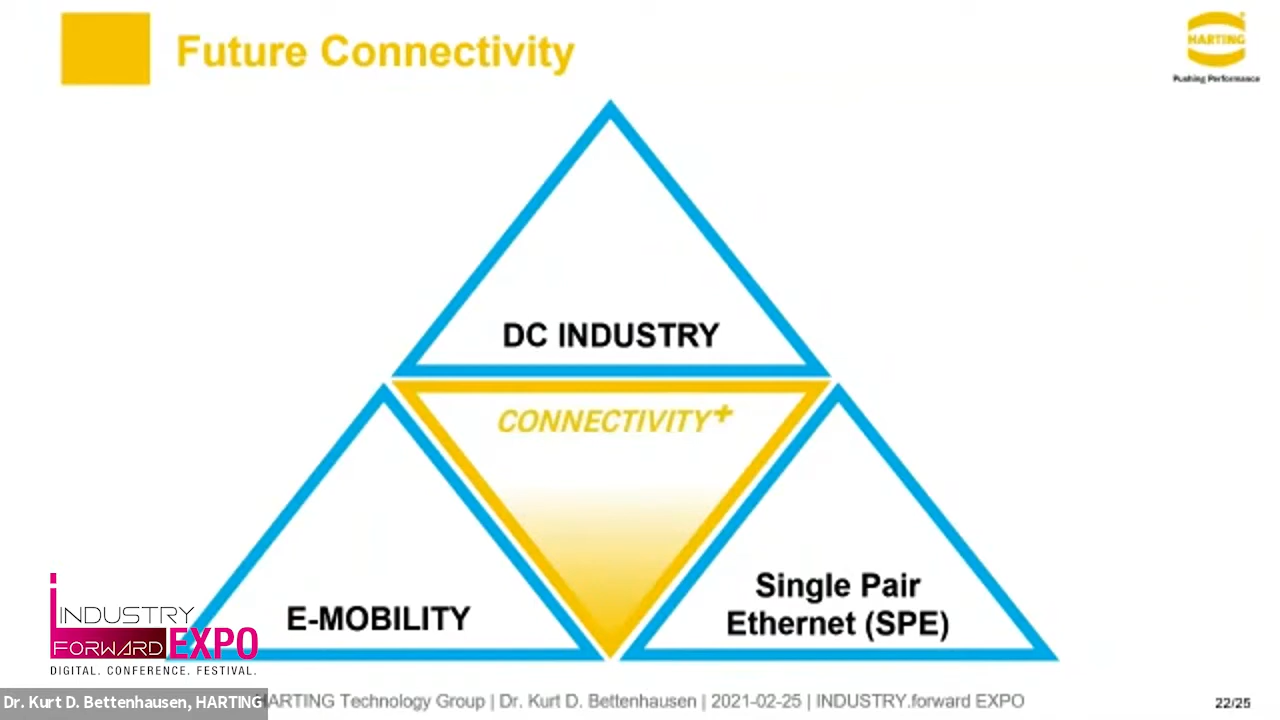 Future Connectivity
HARTING
Pushing Performance
DC INDUSTRY
CONNECTIVITY+
E-MOBILITY
Single Pair
Ethernet (SPE)
INDUSTRY
FORWARD EXPO
DIGITAL. CONFERENCE. FESTIVAL.
Dr. Kurt D. Bettenhausen, HARTING
HARTING Technology Group | Dr. Kurt D. Bettenhausen | 2021-02-25 | INDUSTRY.forward EXPO
22/25